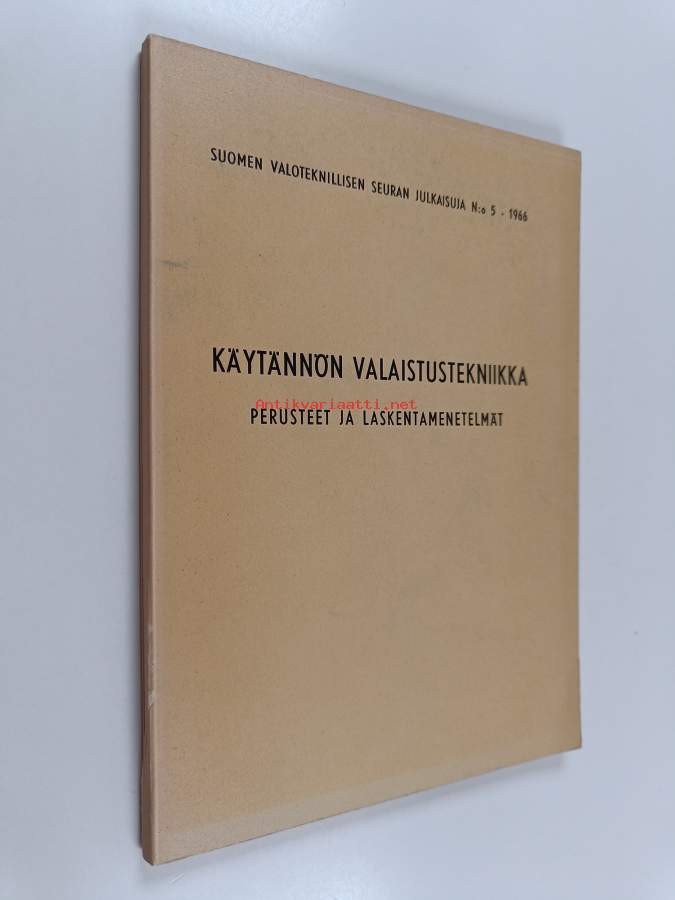 SUOMEN VALOTEKNILLISEN SEURAN JULKAISUJA N:o 5 - 1966
KÄYTÄNNÖN VALAISTUSTEKNIIKKA
Antikvariaatti.net
PERUSTEET JA LASKENTAMENETELMÄT